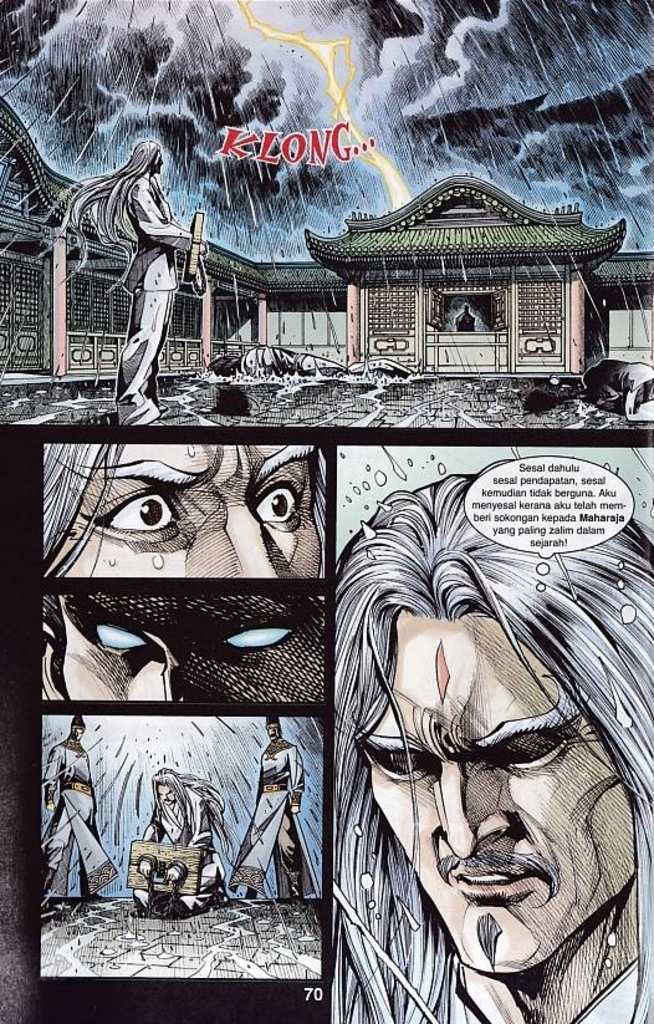 KLONG...
Sesal dahulu
sesal pendapatan, sesal
kemudian tidak berguna. Aku
menyesal kerana aku telah mem-
beri sokongan kepada Maharaja
yang paling zalim dalam
sejarah!
70